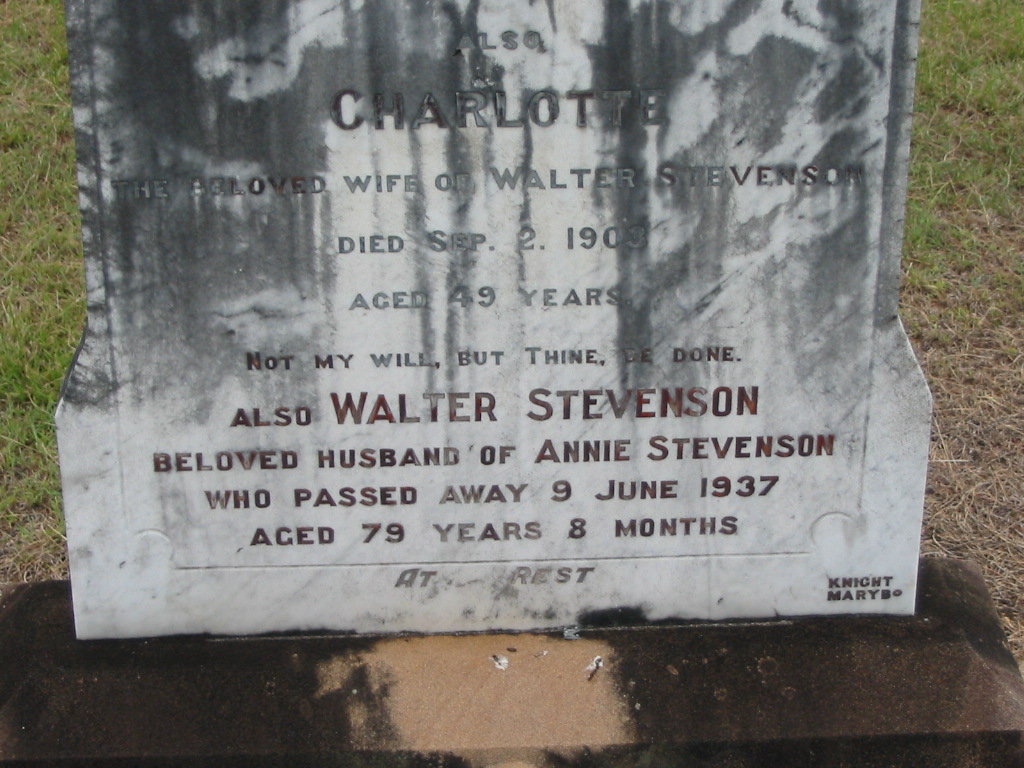 ALSO
CHARLOTTE
THE BELOVED WIFE OF WALTER STEVENSON
DIED SEP. 2. 1903
AGED 49 YEARS.
NOT MY WILL, BUT THINE, BE DONE.
ALSO WALTER STEVENSON
BELOVED HUSBAND OF ANNIE STEVENSON
WHO PASSED AWAY 9 JUNE 1937
AGED 79 YEARS 8 MONTHS
AT REST
KNIGHT
MARYBO